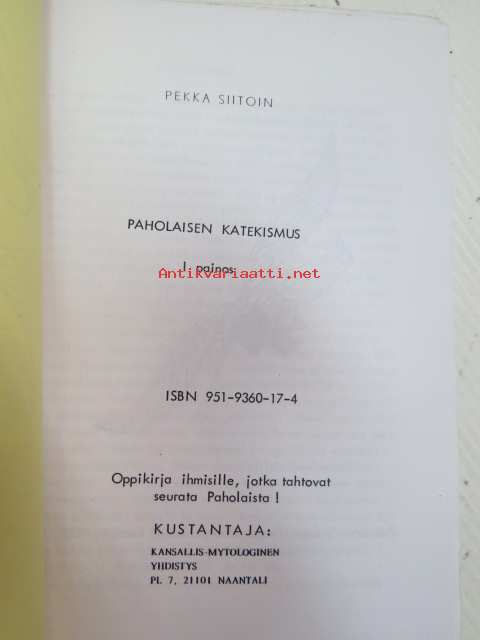 PEKKA SIITOIN
PAHOLAISEN KATEKISMUS
I painos
Antikvariaatti.net
ISBN 951-9360-17-4
Oppikirja ihmisille, jotka tahtovat
seurata Paholaista !
KUSTANTAJA:
KANSALLIS-MYTOLOGINEN
YHDISTYS
PL 7, 21101 NAANTALI